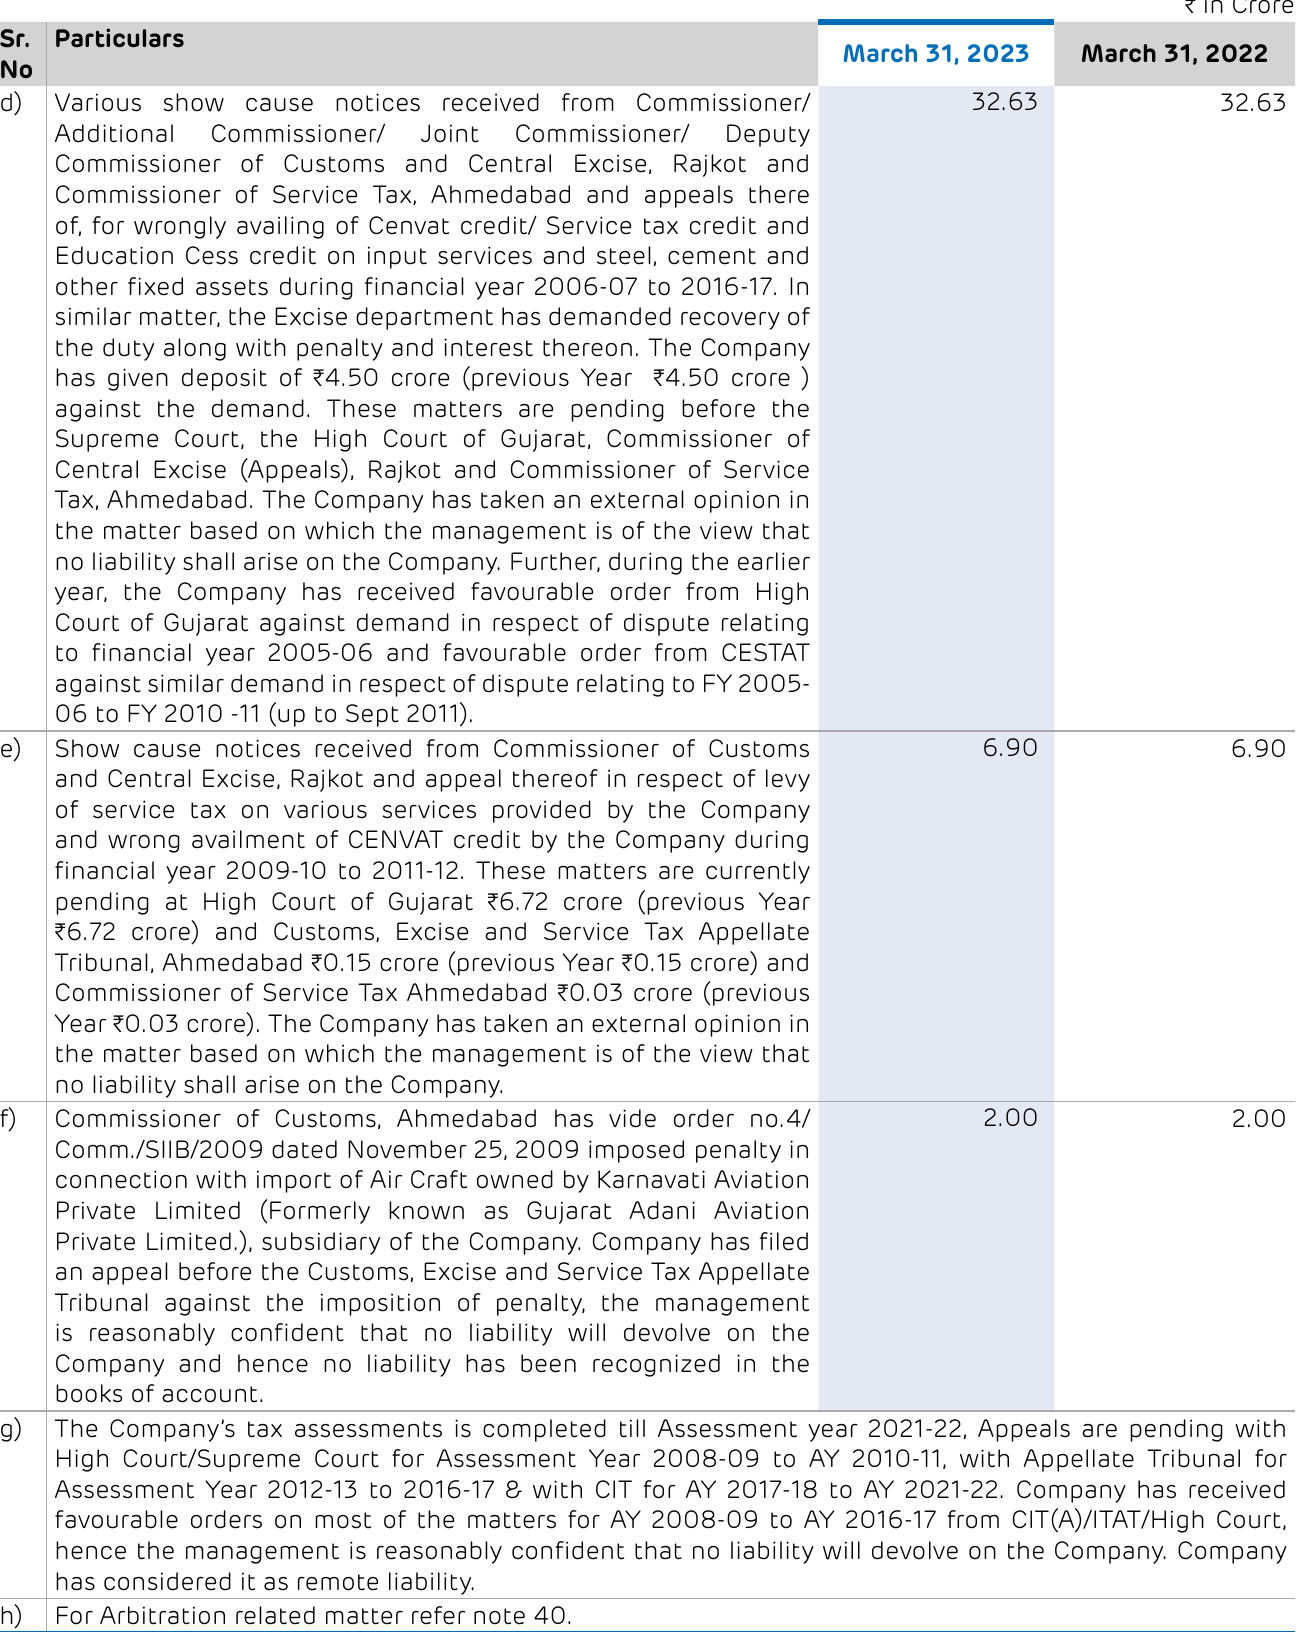 ₹ in Crore
Sr. No Particulars March 31, 2023 March 31, 2022
d) Various show cause notices received from Commissioner/ 32.63 32.63
Additional Commissioner/ Joint Commissioner/ Deputy
Commissioner of Customs and Central Excise, Rajkot and
Commissioner of Service Tax, Ahmedabad and appeals there
of, for wrongly availing of Cenvat credit/ Service tax credit and
Education Cess credit on input services and steel, cement and
other fixed assets during financial year 2006-07 to 2016-17. In
similar matter, the Excise department has demanded recovery of
the duty along with penalty and interest thereon. The Company
has given deposit of ₹4.50 crore (previous Year ₹4.50 crore )
against the demand. These matters are pending before the
Supreme Court, the High Court of Gujarat, Commissioner of
Central Excise (Appeals), Rajkot and Commissioner of Service
Tax, Ahmedabad. The Company has taken an external opinion in
the matter based on which the management is of the view that
no liability shall arise on the Company. Further, during the earlier
year, the Company has received favourable order from High
Court of Gujarat against demand in respect of dispute relating
to financial year 2005-06 and favourable order from CESTAT
against similar demand in respect of dispute relating to FY 2005-
06 to FY 2010 -11 (up to Sept 2011).
e) Show cause notices received from Commissioner of Customs 6.90 6.90
and Central Excise, Rajkot and appeal thereof in respect of levy
of service tax on various services provided by the Company
and wrong availment of CENVAT credit by the Company during
financial year 2009-10 to 2011-12. These matters are currently
pending at High Court of Gujarat ₹6.72 crore (previous Year
₹6.72 crore) and Customs, Excise and Service Tax Appellate
Tribunal, Ahmedabad ₹0.15 crore (previous Year ₹0.15 crore) and
Commissioner of Service Tax Ahmedabad ₹0.03 crore (previous
Year ₹0.03 crore). The Company has taken an external opinion in
the matter based on which the management is of the view that
no liability shall arise on the Company.
f) Commissioner of Customs, Ahmedabad has vide order no.4/ 2.00 2.00
Comm./SIIB/2009 dated November 25, 2009 imposed penalty in
connection with import of Air Craft owned by Karnavati Aviation
Private Limited (Formerly known as Gujarat Adani Aviation
Private Limited.), subsidiary of the Company. Company has filed
an appeal before the Customs, Excise and Service Tax Appellate
Tribunal against the imposition of penalty, the management
is reasonably confident that no liability will devolve on the
Company and hence no liability has been recognized in the
books of account.
g) The Company's tax assessments is completed till Assessment year 2021-22, Appeals are pending with
High Court/Supreme Court for Assessment Year 2008-09 to AY 2010-11, with Appellate Tribunal for
Assessment Year 2012-13 to 2016-17 & with CIT for AY 2017-18 to AY 2021-22. Company has received
favourable orders on most of the matters for AY 2008-09 to AY 2016-17 from CIT(A)/ITAT/High Court,
hence the management is reasonably confident that no liability will devolve on the Company. Company
has considered it as remote liability.
h) For Arbitration related matter refer note 40.